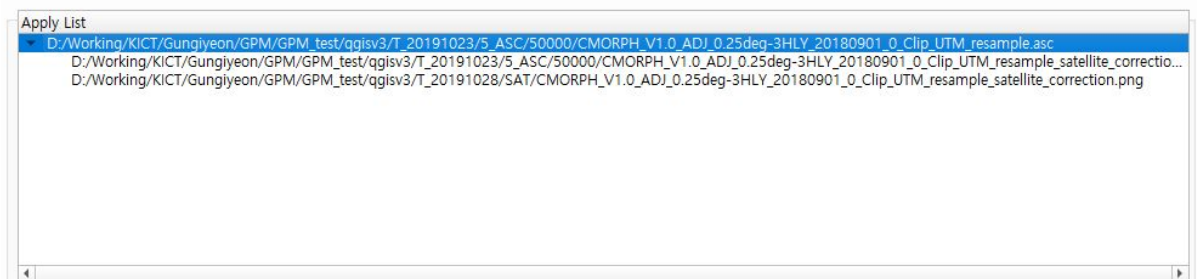 Apply List
D:/Working/KICT/Gungiyeon/GPM/GPM_test/qgisv3/T_20191023/5_ASC/50000/CMORPH_V1.0_ADJ_0.25deg-3HLY_20180901_0_Clip_UTM_resample.asc
D:/Working/KICT/Gungiyeon/GPM/GPM_test/qgisv3/T_20191023/5_ASC/50000/CMORPH_V1.0_ADJ_0.25deg-3HLY_20180901_0_Clip_UTM_resample_satellite_correctio...
D:/Working/KICT/Gungiyeon/GPM/GPM_test/qgisv3/T_20191028/SAT/CMORPH_V1.0_ADJ_0.25deg-3HLY_20180901_0_Clip_UTM_resample_satellite_correction.png